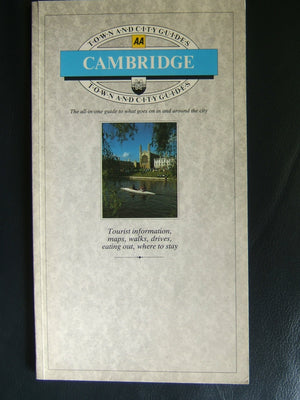 TOWN AND CITY GUIDES
AA
CAMBRIDGE
TOWN AND CITY GUIDES
The all-in-one guide to what goes on in and around the city
Tourist information,
maps, walks, drives,
eating out, where to stay